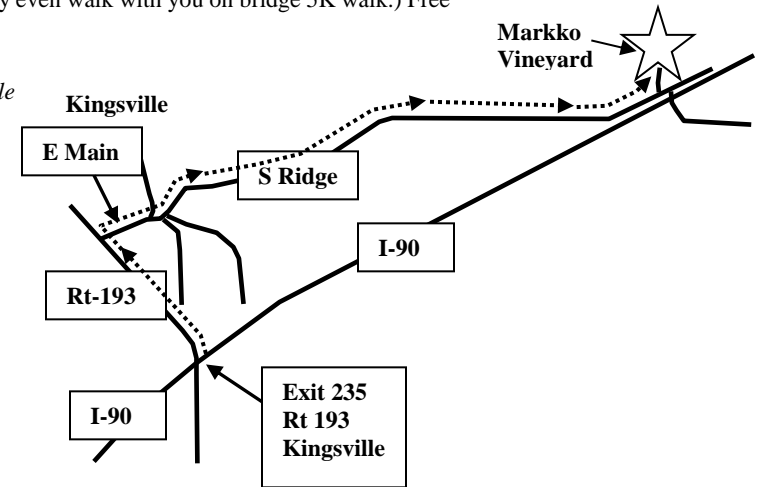 even walk with you on bridge 5K walk.) Free
Markko
Vineyard
le
Kingsville
E Main
S Ridge
I-90
Rt-193
I-90
Exit 235
Rt 193
Kingsville